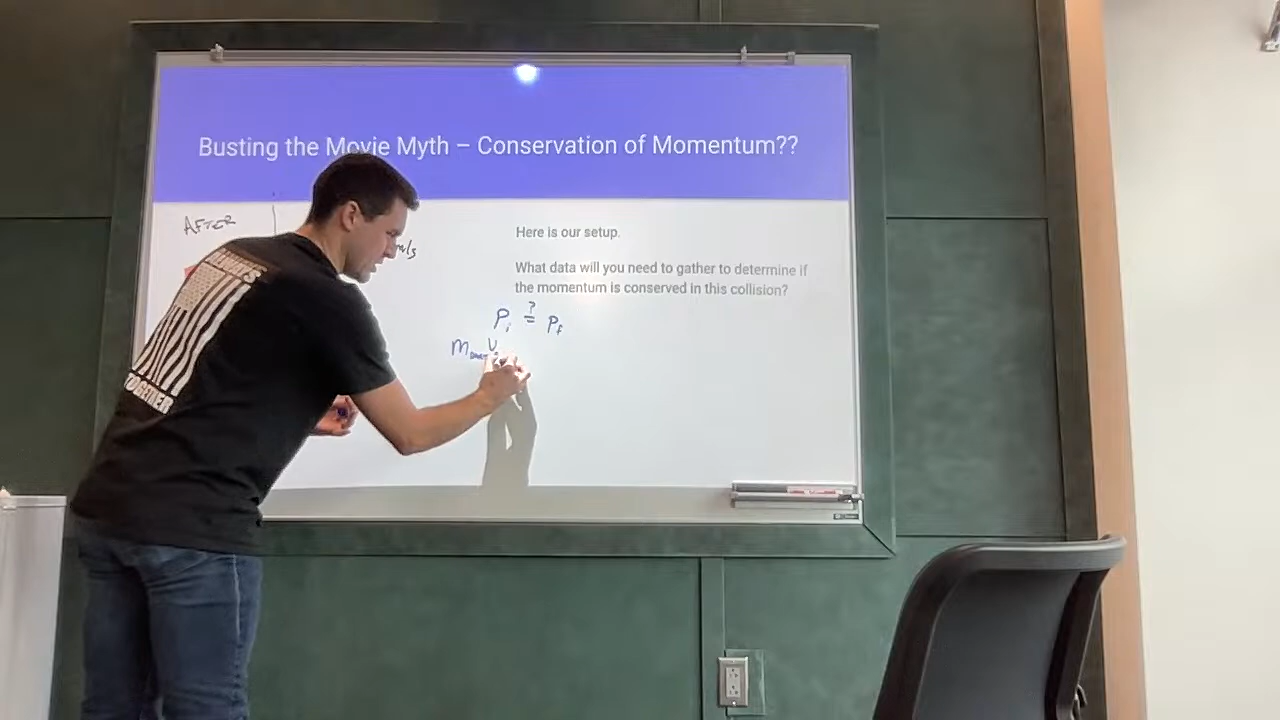 Busting the Movie Myth – Conservation of Momentum??
AFTER
Here is our setup.
What data will you need to gather to determine if
the momentum is conserved in this collision?
Pi ?= Pf
m
TOGETHER